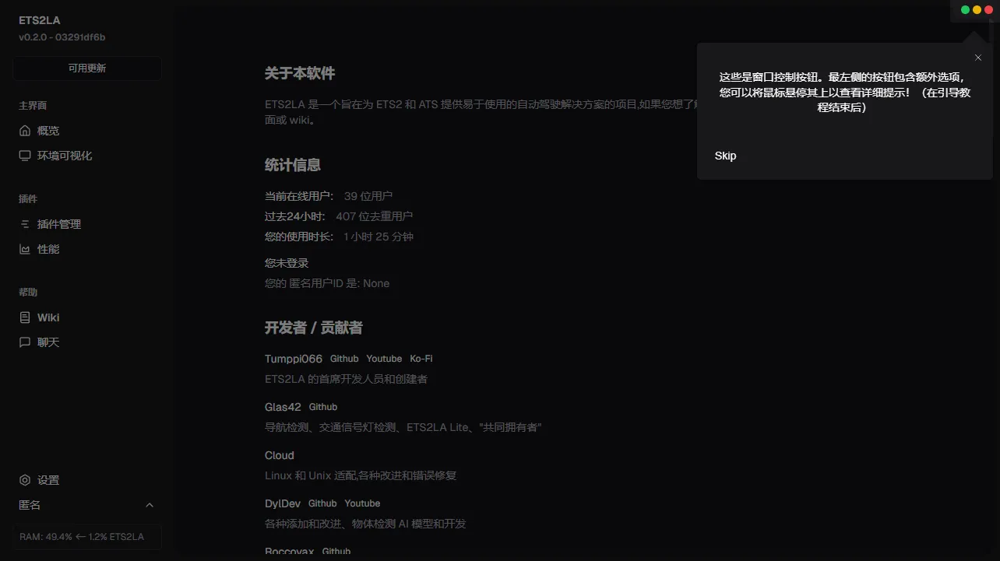 ETS2LA
v0.2.0 - 03291df6b
可用更新
主界面
概览
环境可视化
插件
插件管理
性能
帮助
Wiki
聊天
设置
匿名
RAM: 49.4% <- 1.2% ETS2LA
关于本软件
ETS2LA 是一个旨在为 ETS2 和 ATS 提供易于使用的自动驾驶解决方案的项目,如果您想了
面或 wiki。
统计信息
当前在线用户: 39 位用户
过去24小时: 407 位去重用户
您的使用时长: 1 小时 25 分钟
您未登录
您的 匿名用户ID 是: None
开发者 / 贡献者
Tumppi066 Github Youtube Ko-Fi
ETS2LA 的首席开发人员和创建者
Glas42 Github
导航检测、交通信号灯检测、ETS2LA Lite、"共同拥有者"
Cloud
Linux 和 Unix 适配,各种改进和错误修复
DylDev Github Youtube
各种添加和改进、物体检测 AI 模型和开发
Roccovax Github
这些是窗口控制按钮。最左侧的按钮包含额外选项，
您可以将鼠标悬停其上以查看详细提示！（在引导教
程结束后）
Skip